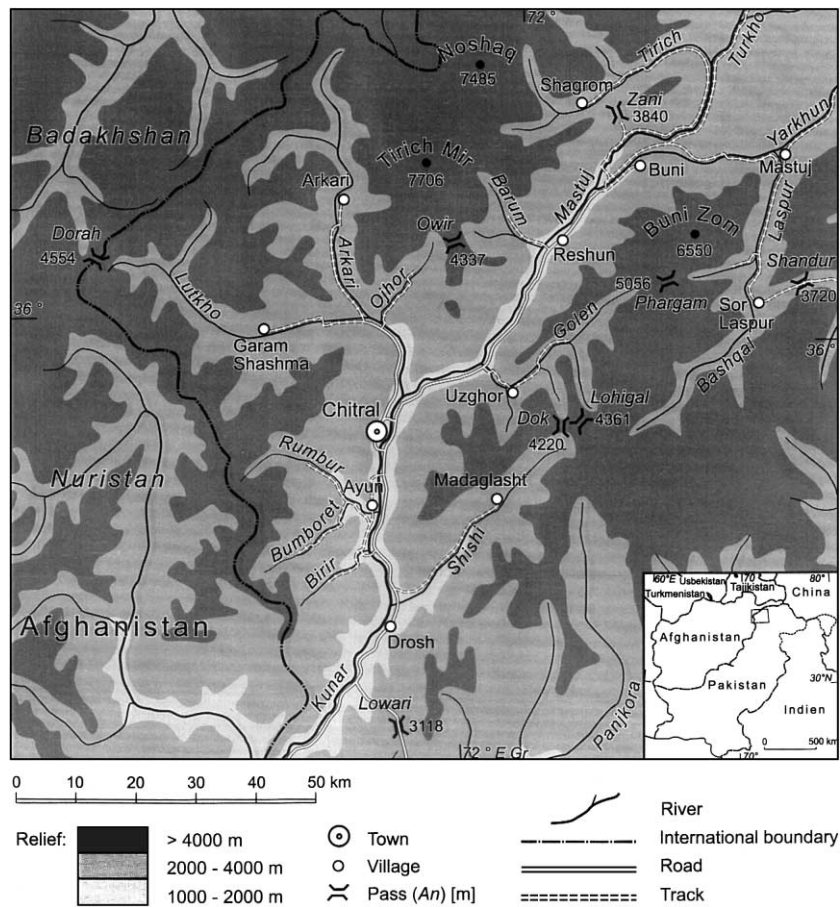 72 °
Noshaq
7485
Tirich
Turkho
Shagrom
Zani
3840
Badakhshan
Yarkhun
Tirich Mir
7706
Mastuj
Buni
Mastuj
Arkari
Barum
Laspur
Owir
4337
Buni Zom
6550
Dorah
4554
Arkari
Reshun
Shandur
3720
Ojhor
5056
Phargam
Lutkho
Golen
Sor
Laspur
36 °
Garam
Shashma
36 °
Bashqai
Uzghor
Lohigal
4361
Chitral
Dok
4220
Rumbur
Nuristan
Madaglasht
Ayun
Bumboret
Shishi
Birir
Afghanistan
Drosh
Kunar
Lowari
3118
Panjkora
72 ° E Gr
60°E
70
80°
Usbekistan
Tajikistan
Turkmenistan
China
Afghanistan
30°N
Pakistan
Indien
0 500 km
70°
0 10 20 30 40 50 km
River
Relief:
> 4000 m
Town
International boundary
2000 - 4000 m
Village
Road
1000 - 2000 m
Pass (An) [m]
Track